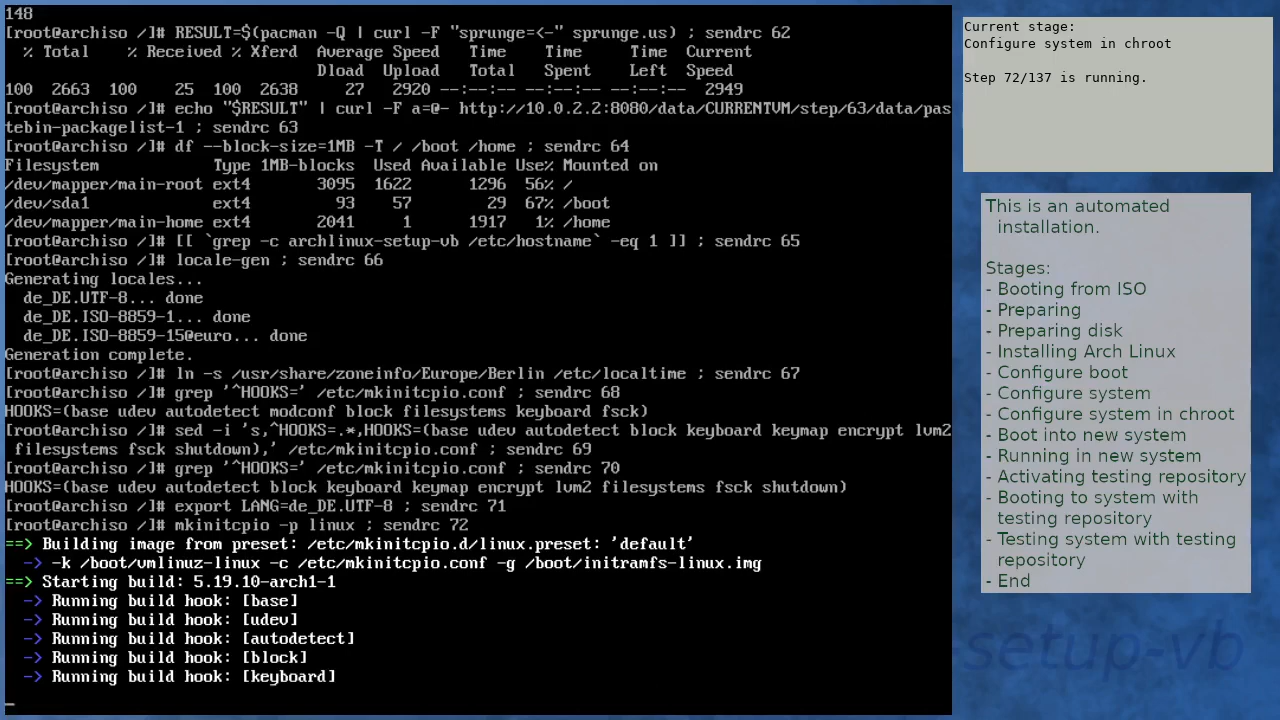 148
[root@archiso /]# RESULT=$(pacman -Q | curl -F "sprunge=<-" sprunge.us) ; sendrc 62
  % Total    % Received % Xferd  Average Speed   Time    Time     Time  Current
                                 Dload  Upload   Total   Spent    Left  Speed
100  2663  100    25  100  2638     27   2920 --:--:-- --:--:-- --:--:--  2949
[root@archiso /]# echo "$RESULT" | curl -F a=@- http://10.0.2.2:8080/data/CURRENTVM/step/63/data/pas
tebin-packagelist-1 ; sendrc 63
[root@archiso /]# df --block-size=1MB -T / /boot /home ; sendrc 64
Filesystem            Type 1MB-blocks  Used Available Use% Mounted on
/dev/mapper/main-root ext4       3095  1622      1296  56% /
/dev/sda1             ext4         93    57        29  67% /boot
/dev/mapper/main-home ext4       2041     1      1917   1% /home
[root@archiso /]# [[ `grep -c archlinux-setup-vb /etc/hostname` -eq 1 ]] ; sendrc 65
[root@archiso /]# locale-gen ; sendrc 66
Generating locales...
  de_DE.UTF-8... done
  de_DE.ISO-8859-1... done
  de_DE.ISO-8859-15@euro... done
Generation complete.
[root@archiso /]# ln -s /usr/share/zoneinfo/Europe/Berlin /etc/localtime ; sendrc 67
[root@archiso /]# grep '^HOOKS=' /etc/mkinitcpio.conf ; sendrc 68
HOOKS=(base udev autodetect modconf block filesystems keyboard fsck)
[root@archiso /]# sed -i 's,^HOOKS=.*,HOOKS=(base udev autodetect block keyboard keymap encrypt lvm2
 filesystems fsck shutdown),' /etc/mkinitcpio.conf ; sendrc 69
[root@archiso /]# grep '^HOOKS=' /etc/mkinitcpio.conf ; sendrc 70
HOOKS=(base udev autodetect block keyboard keymap encrypt lvm2 filesystems fsck shutdown)
[root@archiso /]# export LANG=de_DE.UTF-8 ; sendrc 71
[root@archiso /]# mkinitcpio -p linux ; sendrc 72
==> Building image from preset: /etc/mkinitcpio.d/linux.preset: 'default'
  -> -k /boot/vmlinuz-linux -c /etc/mkinitcpio.conf -g /boot/initramfs-linux.img
==> Starting build: 5.19.10-arch1-1
  -> Running build hook: [base]
  -> Running build hook: [udev]
  -> Running build hook: [autodetect]
  -> Running build hook: [block]
  -> Running build hook: [keyboard]
Current stage:
Configure system in chroot
Step 72/137 is running.
This is an automated
installation.
Stages:
- Booting from ISO
- Preparing
- Preparing disk
- Installing Arch Linux
- Configure boot
- Configure system
- Configure system in chroot
- Boot into new system
- Running in new system
- Activating testing repository
- Booting to system with
testing repository
- Testing system with testing
repository
- End
setup-vb